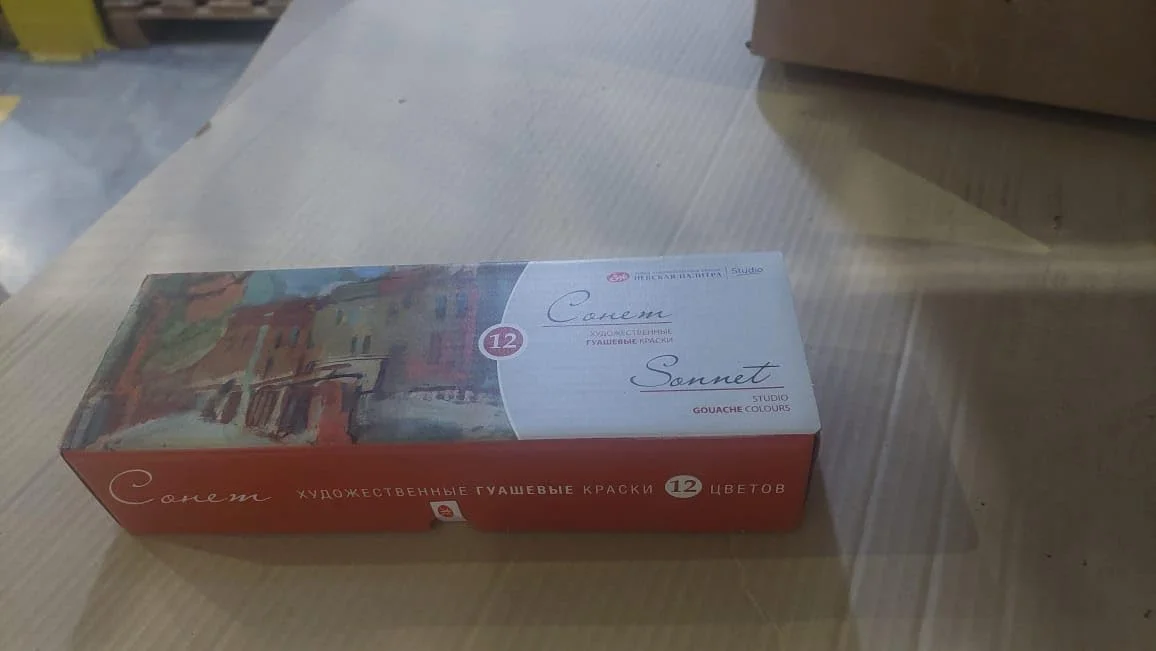 НЕВСКАЯ ПАЛИТРА | Studio
Сонет
ХУДОЖЕСТВЕННЫЕ
ГУАШЕВЫЕ КРАСКИ
12
Sonnet
STUDIO
GOUACHE COLOURS
Сонет ХУДОЖЕСТВЕННЫЕ ГУАШЕВЫЕ КРАСКИ 12 ЦВЕТОВ